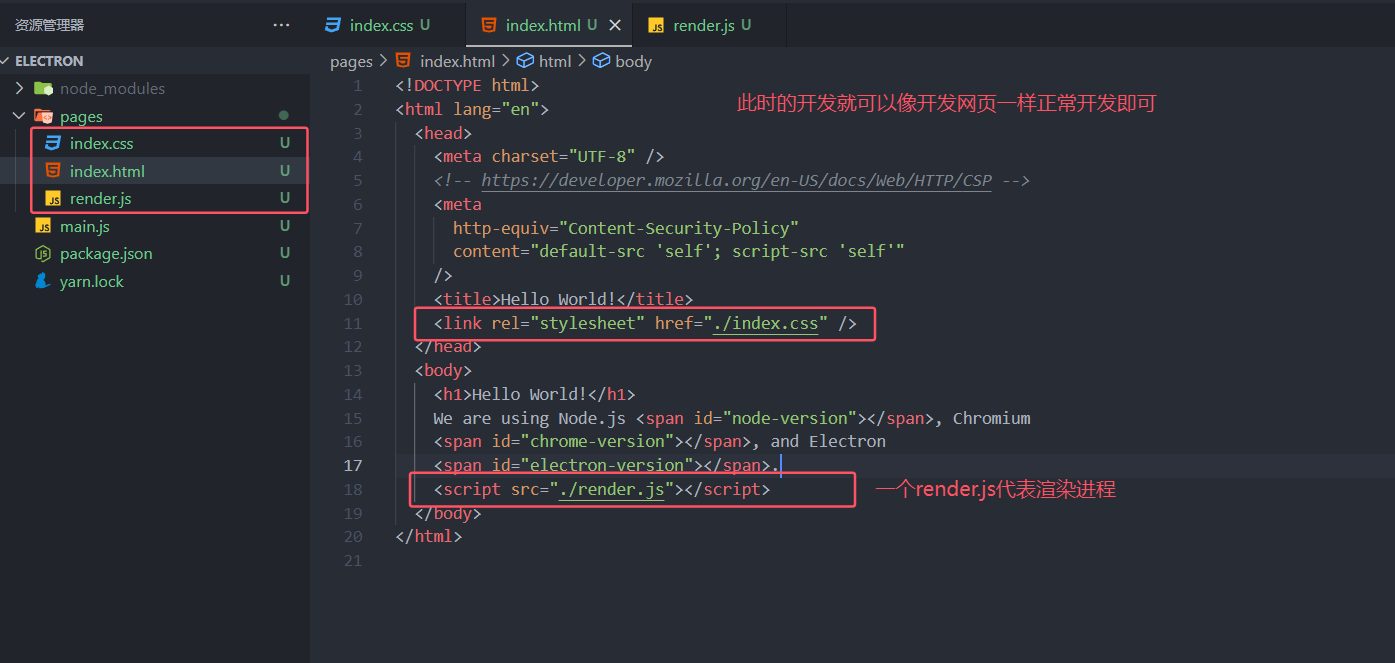 资源管理器 ···
ELECTRON
node_modules
pages
index.css U
index.html U
render.js U
main.js U
package.json U
yarn.lock U
index.css U index.html U × render.js U
pages > index.html > html > body
1 <!DOCTYPE html>
2 <html lang="en">
3 <head>
4 <meta charset="UTF-8" />
5 <!-- https://developer.mozilla.org/en-US/docs/Web/HTTP/CSP -->
6 <meta
7 http-equiv="Content-Security-Policy"
8 content="default-src 'self'; script-src 'self'"
9 />
10 <title>Hello World!</title>
11 <link rel="stylesheet" href="./index.css" />
12 </head>
13 <body>
14 <h1>Hello World!</h1>
15 We are using Node.js <span id="node-version"></span>, Chromium
16 <span id="chrome-version"></span>, and Electron
17 <span id="electron-version"></span>.
18 <script src="./render.js"></script>
19 </body>
20 </html>
21
此时的开发就可以像开发网页一样正常开发即可
一个render.js代表渲染进程